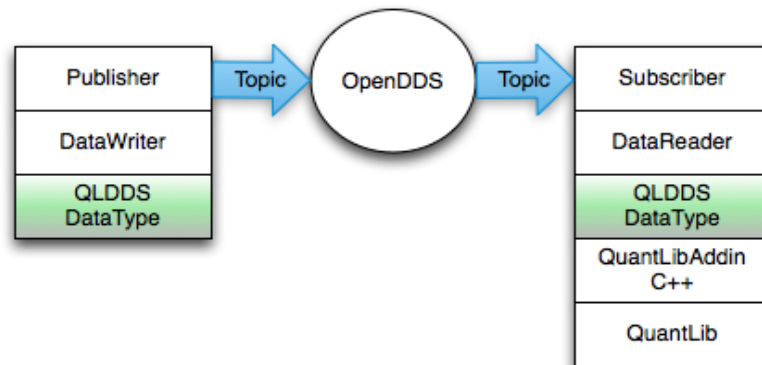 Publisher
DataWriter
QLDDS
DataType
Topic
OpenDDS
Topic
Subscriber
DataReader
QLDDS
DataType
QuantLibAddin
C++
QuantLib